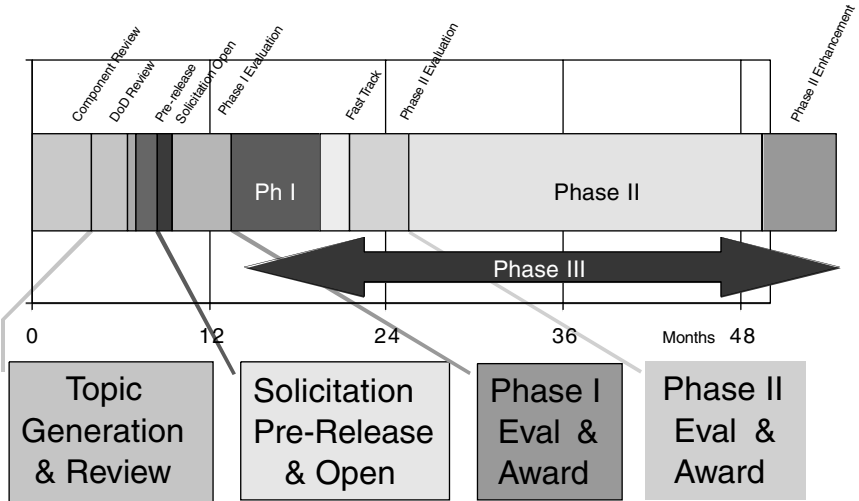 Component Review
DoD Review
Pre-release
Solicitation Open
Phase I Evaluation
Fast Track
Phase II Evaluation
Phase II Enhancement
Ph I
Phase II
Phase III
0
12
24
36
Months 48
Topic
Generation
& Review
Solicitation
Pre-Release
& Open
Phase I
Eval &
Award
Phase II
Eval &
Award